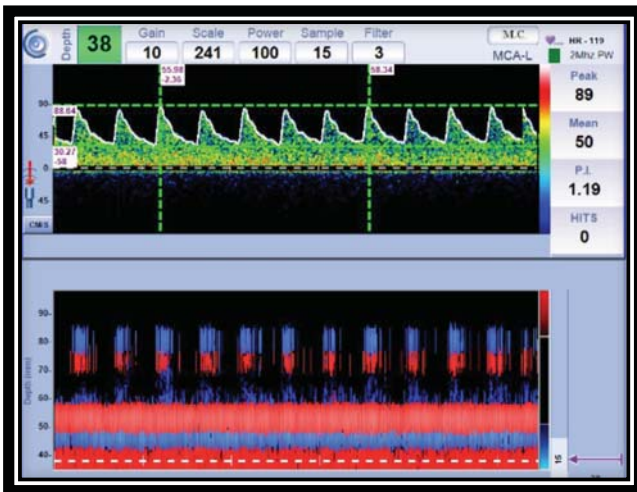 Depth 38 Gain 10 Scale 241 Power 100 Sample 15 Filter 3
M.C
MCA-L
HR - 119
2Mhz PW
55.98
-2.36
58.34
Peak
89
Mean
50
P.I.
1.19
HITS
0
90-
88.64
45-
30.27
-58
0
45-
CM/S
Depth (mm)
90-
80-
70-
60-
50-
40-
15